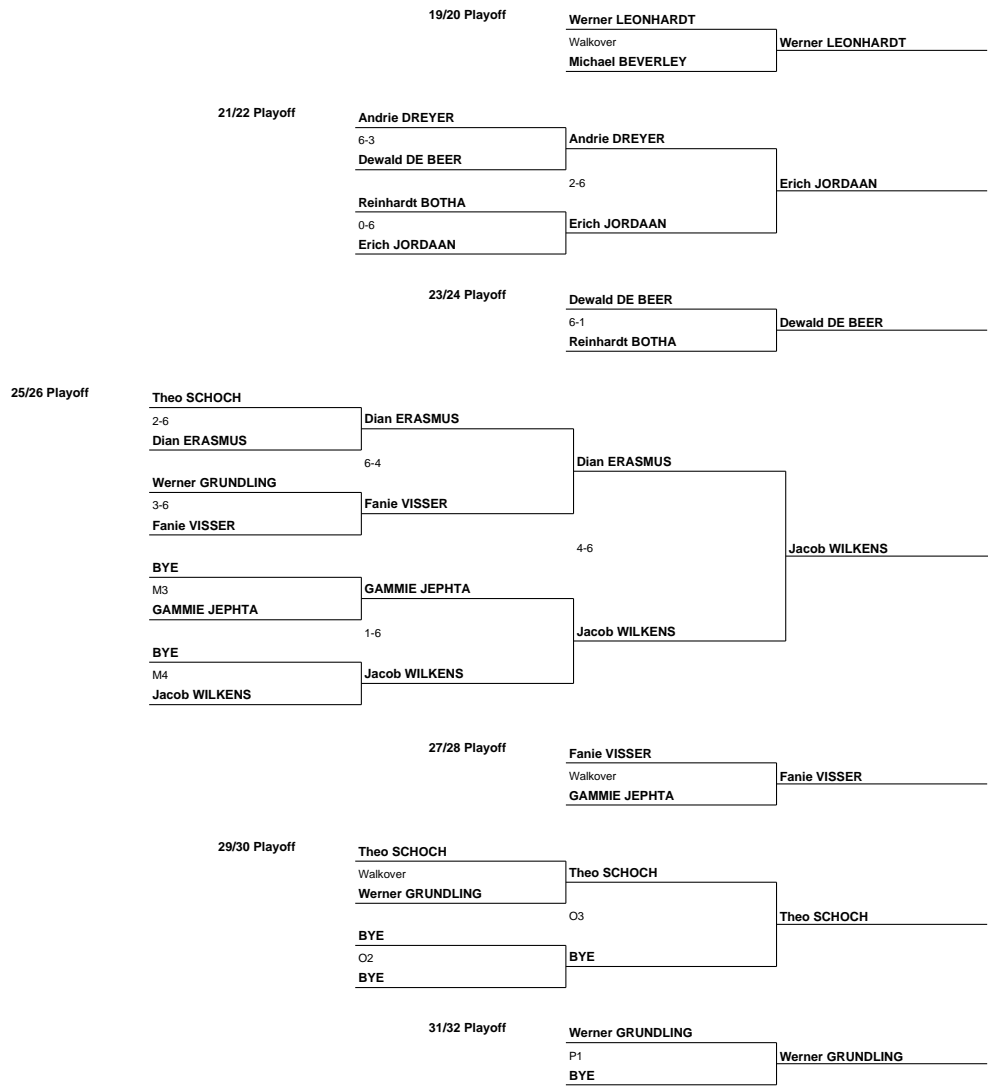 19/20 Playoff
Werner LEONHARDT
Walkover
Werner LEONHARDT
Michael BEVERLEY
21/22 Playoff
Andrie DREYER
6-3
Andrie DREYER
Dewald DE BEER
2-6
Erich JORDAAN
Reinhardt BOTHA
0-6
Erich JORDAAN
Erich JORDAAN
23/24 Playoff
Dewald DE BEER
6-1
Dewald DE BEER
Reinhardt BOTHA
25/26 Playoff
Theo SCHOCH
2-6
Dian ERASMUS
Dian ERASMUS
6-4
Dian ERASMUS
Werner GRUNDLING
3-6
Fanie VISSER
Fanie VISSER
4-6
Jacob WILKENS
BYE
M3
GAMMIE JEPHTA
GAMMIE JEPHTA
1-6
Jacob WILKENS
BYE
M4
Jacob WILKENS
Jacob WILKENS
27/28 Playoff
Fanie VISSER
Walkover
Fanie VISSER
GAMMIE JEPHTA
29/30 Playoff
Theo SCHOCH
Walkover
Theo SCHOCH
Werner GRUNDLING
O3
Theo SCHOCH
BYE
O2
BYE
BYE
31/32 Playoff
Werner GRUNDLING
P1
Werner GRUNDLING
BYE